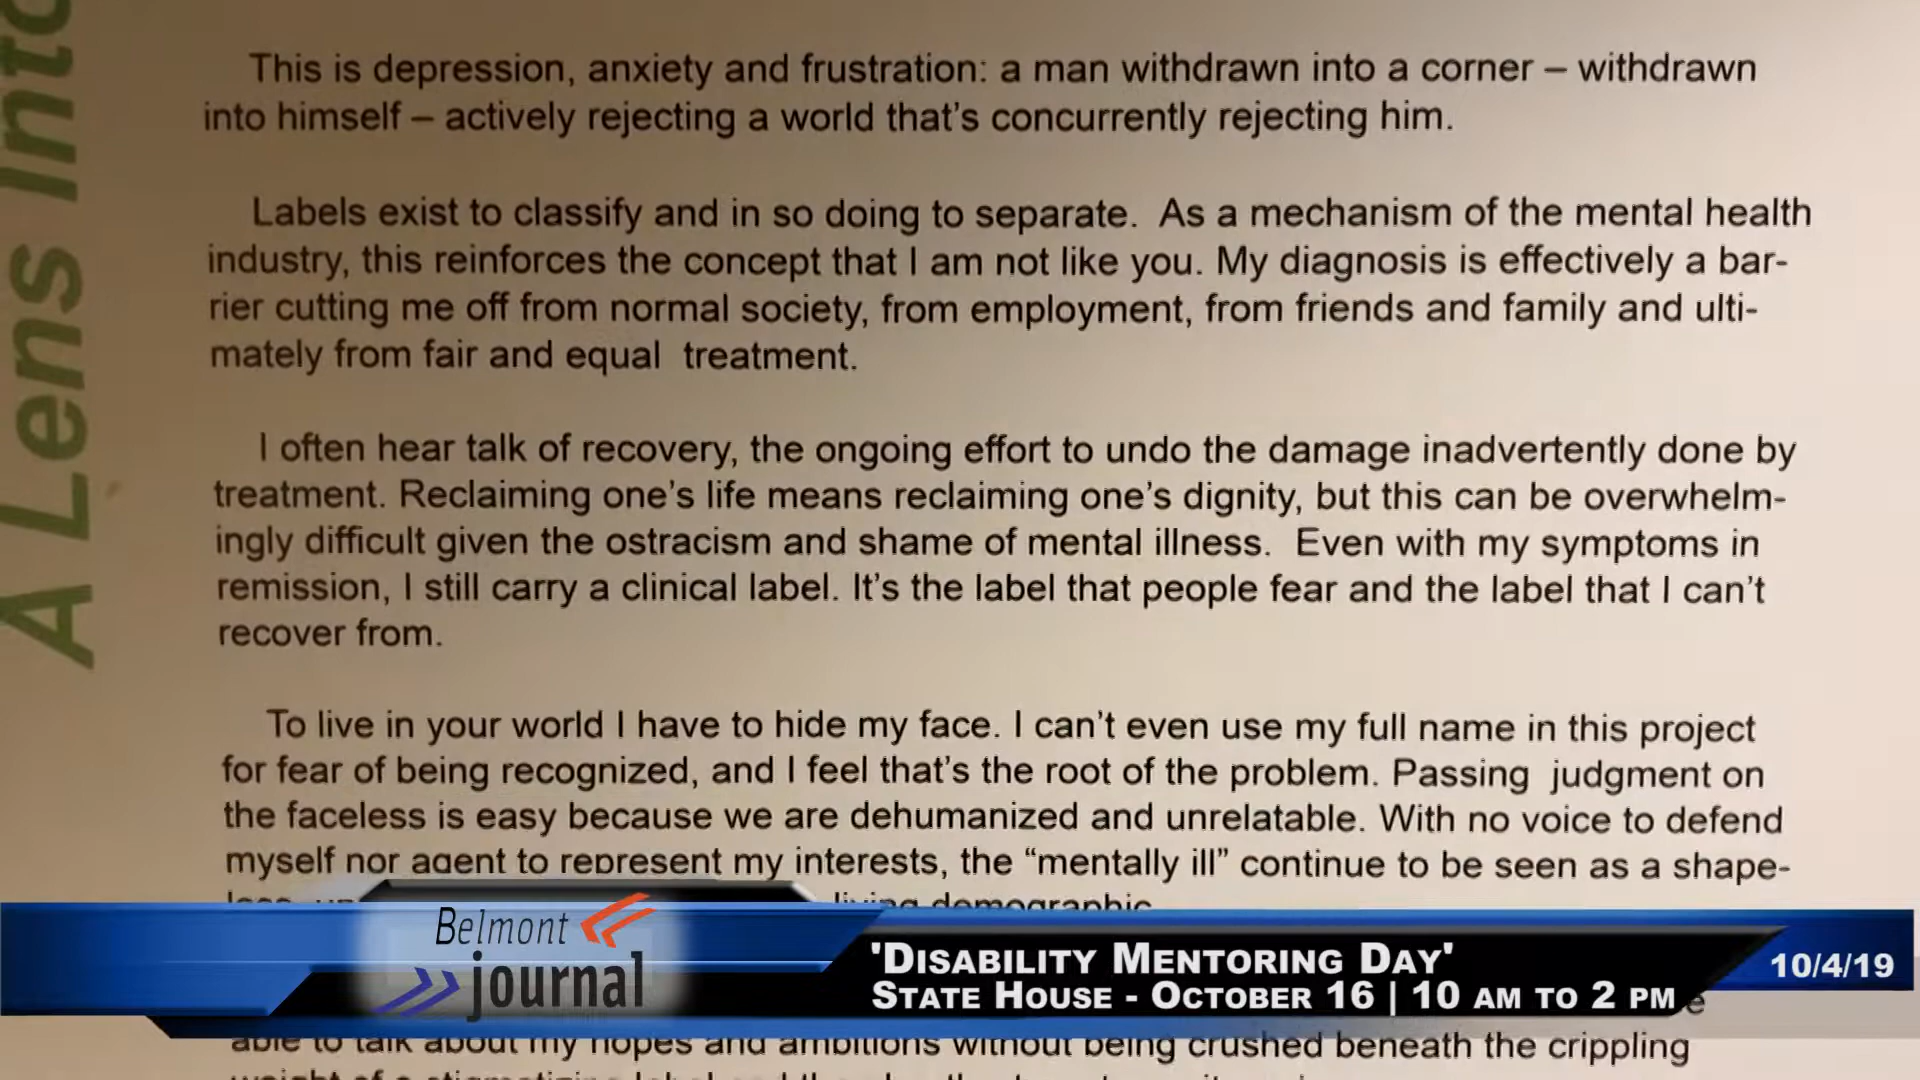 A Lens Into
This is depression, anxiety and frustration: a man withdrawn into a corner – withdrawn
into himself – actively rejecting a world that's concurrently rejecting him.
Labels exist to classify and in so doing to separate.  As a mechanism of the mental health
industry, this reinforces the concept that I am not like you. My diagnosis is effectively a bar-
rier cutting me off from normal society, from employment, from friends and family and ulti-
mately from fair and equal  treatment.
I often hear talk of recovery, the ongoing effort to undo the damage inadvertently done by
treatment. Reclaiming one's life means reclaiming one's dignity, but this can be overwhelm-
ingly difficult given the ostracism and shame of mental illness.  Even with my symptoms in
remission, I still carry a clinical label. It's the label that people fear and the label that I can't
recover from.
To live in your world I have to hide my face. I can't even use my full name in this project
for fear of being recognized, and I feel that's the root of the problem. Passing  judgment on
the faceless is easy because we are dehumanized and unrelatable. With no voice to defend
myself nor agent to represent my interests, the “mentally ill” continue to be seen as a shape-
living demographic.
able to talk about my hopes and ambitions without being crushed beneath the crippling
Belmont
journal
'Disability Mentoring Day'
State House - October 16 | 10 am to 2 pm
10/4/19